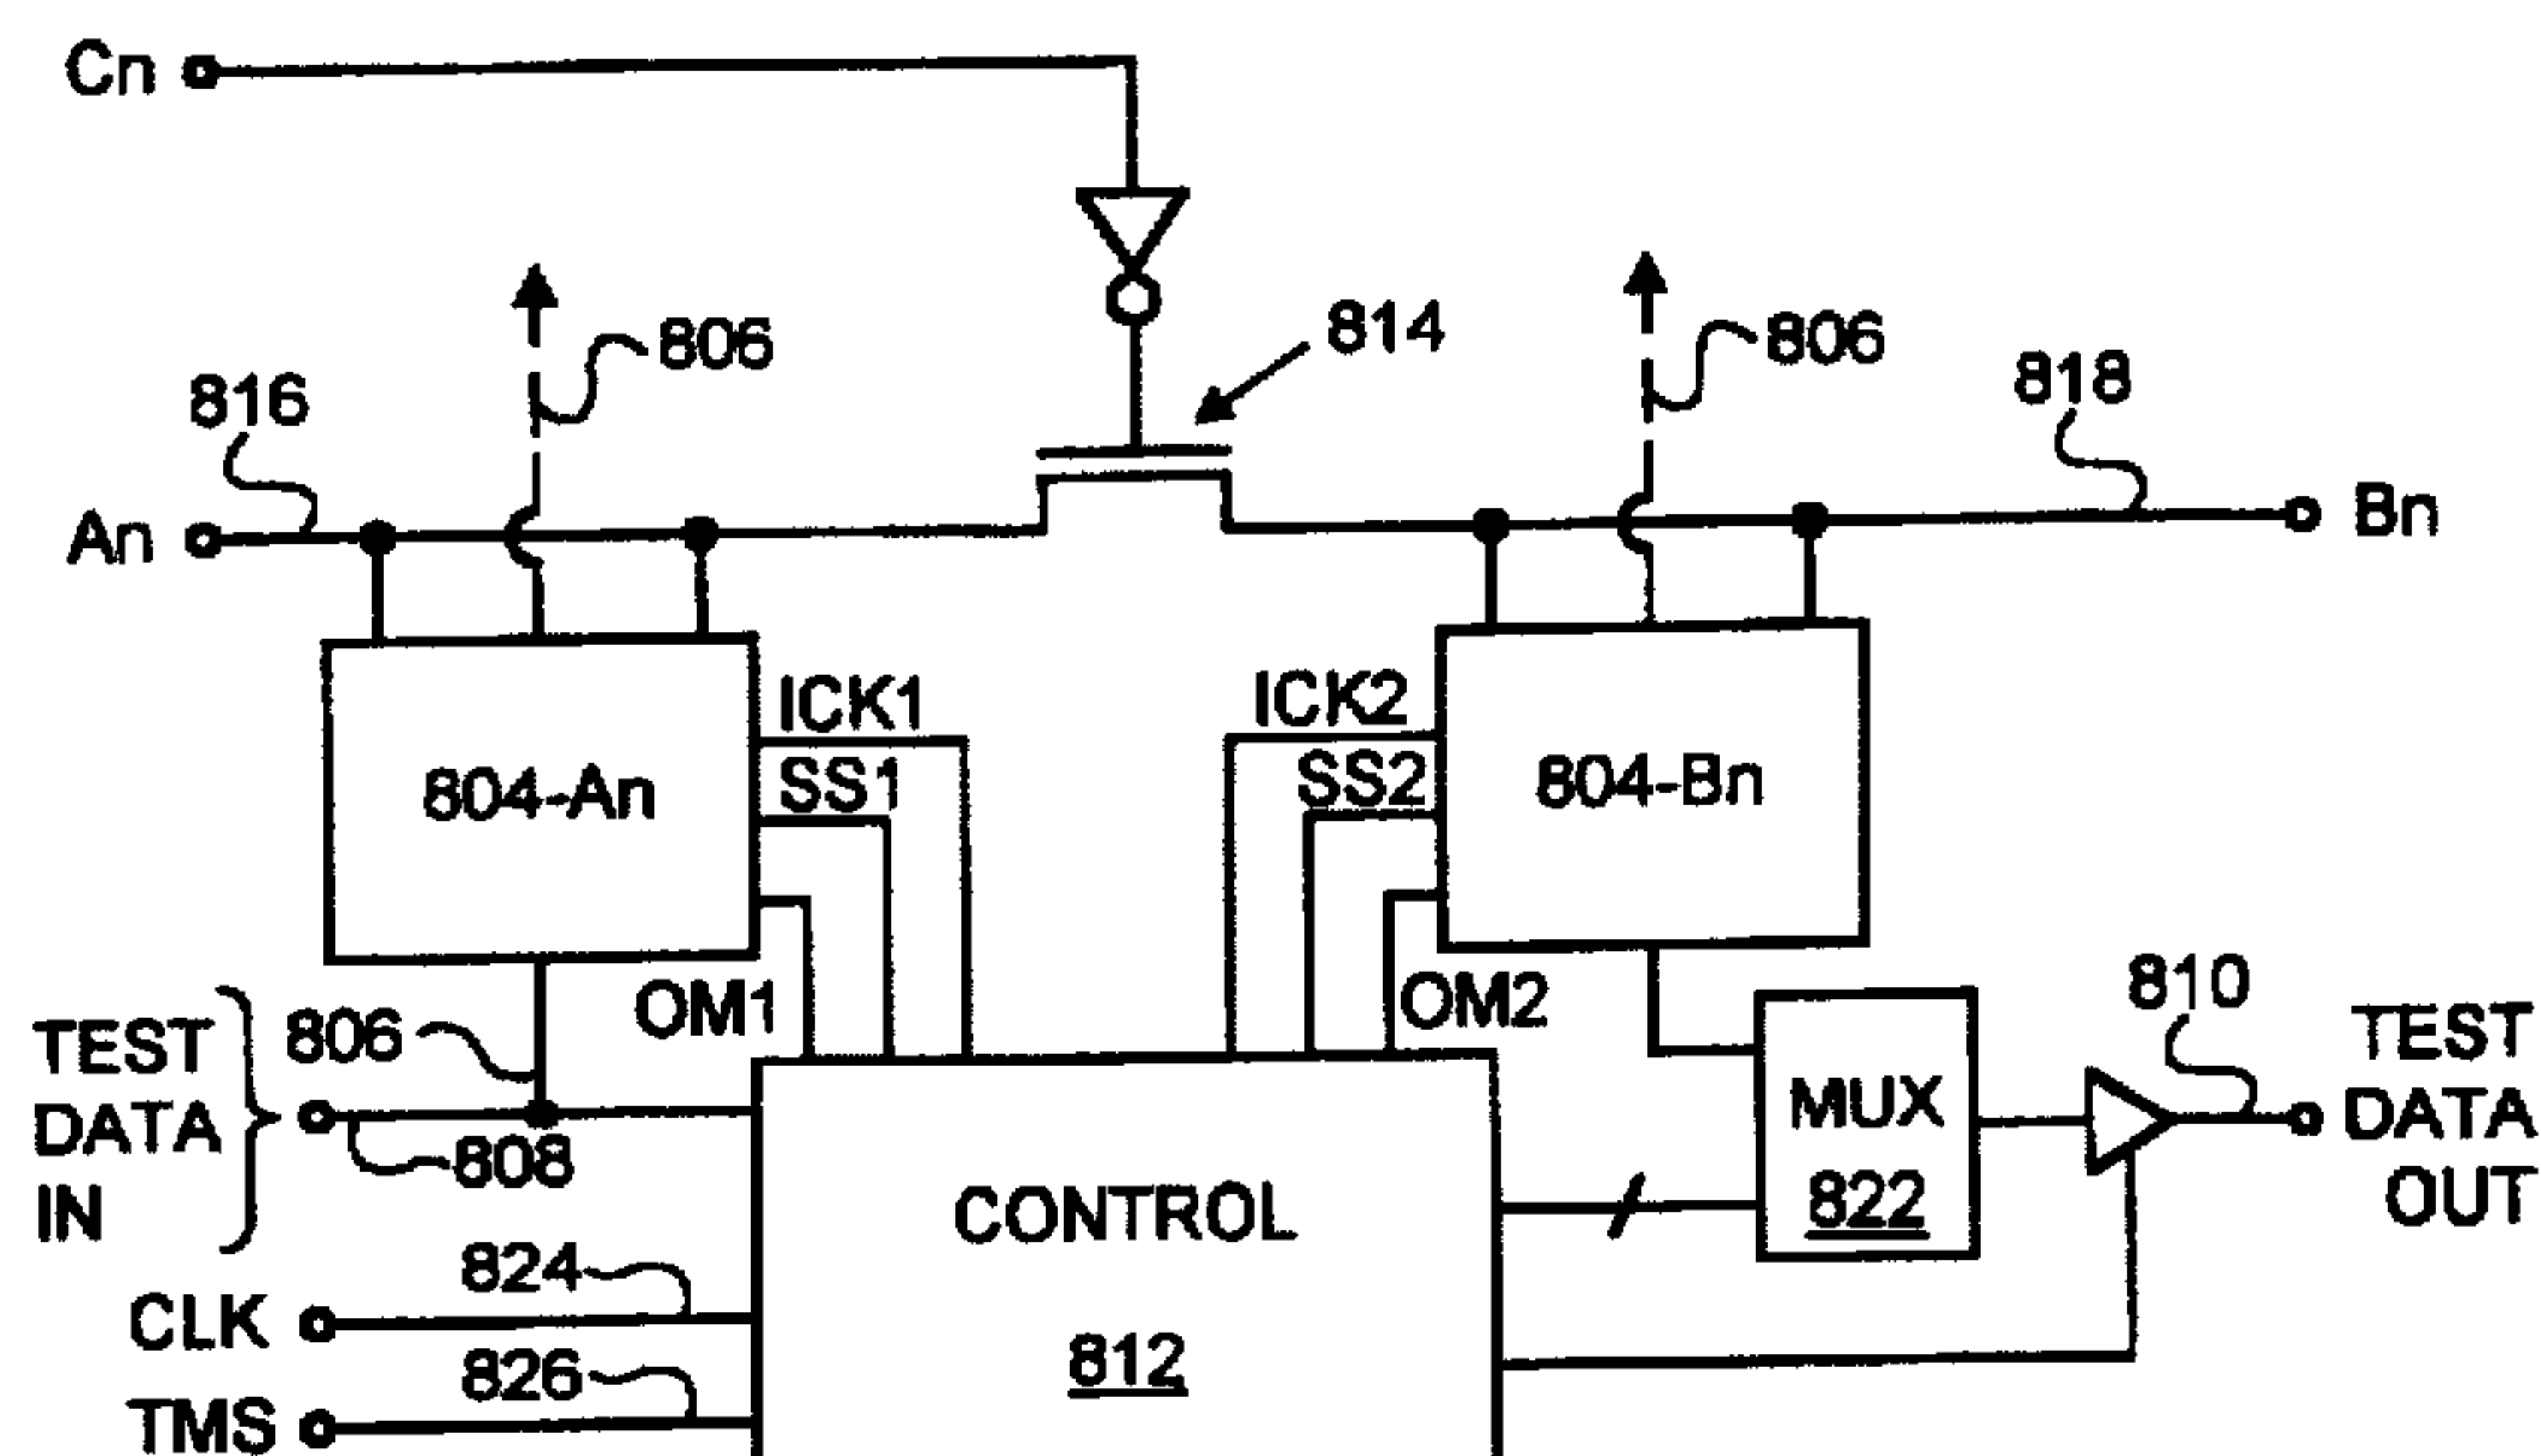 Cn
814
806
806
816
818
An
Bn
ICK1
ICK2
SS1
SS2
804-An
804-Bn
OM1
OM2
810
TEST
DATA
IN
806
808
MUX
822
TEST
DATA
OUT
CONTROL
812
824
CLK
826
TMS